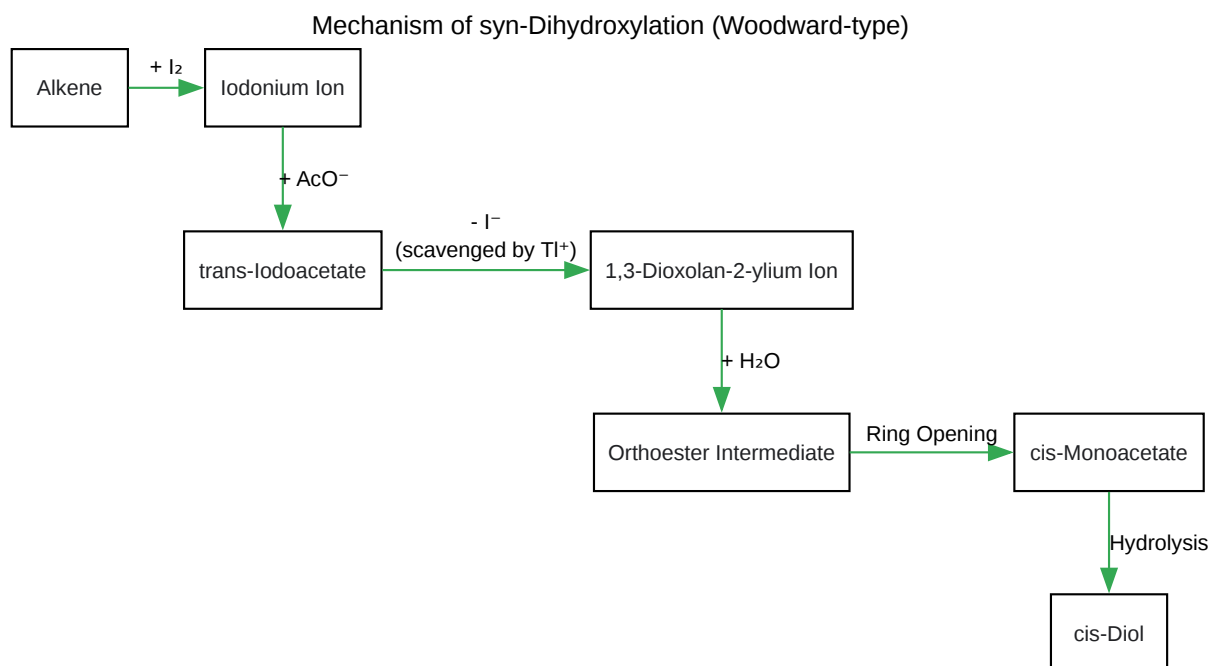 Mechanism of syn-Dihydroxylation (Woodward-type)
Alkene
+ I₂
Iodonium Ion
+ AcO⁻
trans-Iodoacetate
- I⁻
(scavenged by Tl⁺)
1,3-Dioxolan-2-ylium Ion
+ H₂O
Orthoester Intermediate
Ring Opening
cis-Monoacetate
Hydrolysis
cis-Diol